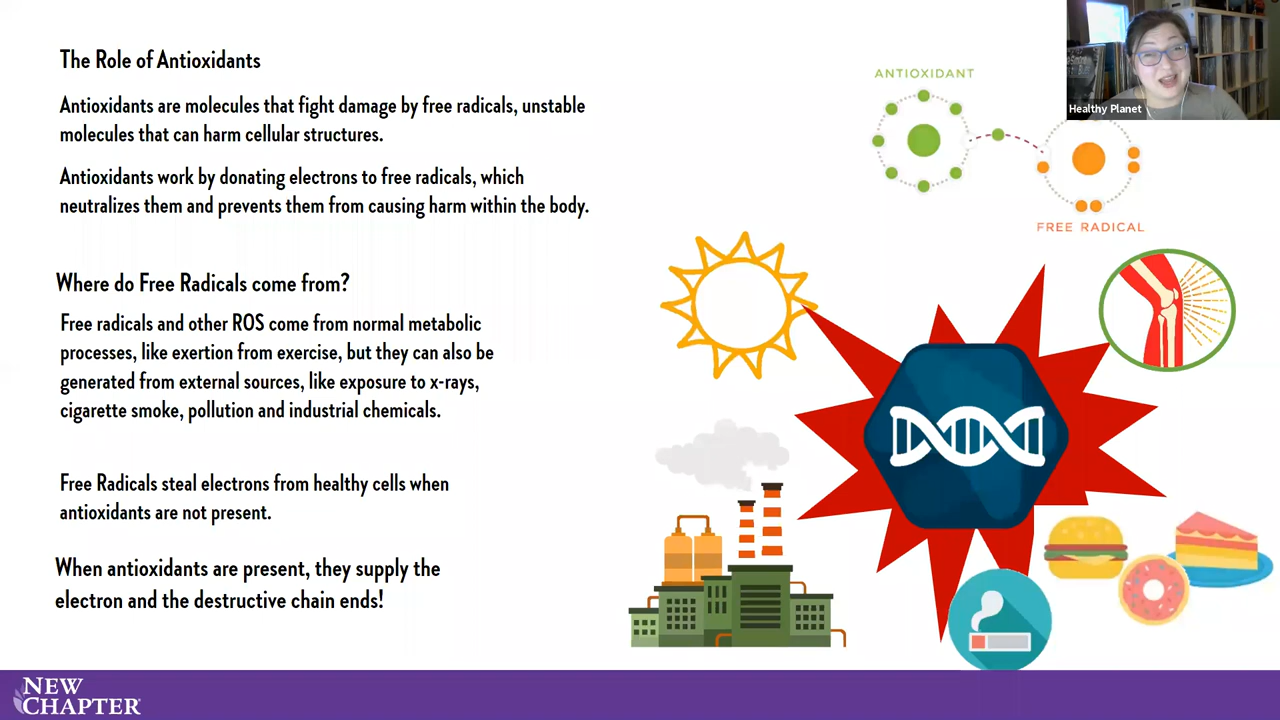 The Role of Antioxidants
Antioxidants are molecules that fight damage by free radicals, unstable
molecules that can harm cellular structures.
Antioxidants work by donating electrons to free radicals, which
neutralizes them and prevents them from causing harm within the body.
Where do Free Radicals come from?
Free radicals and other ROS come from normal metabolic
processes, like exertion from exercise, but they can also be
generated from external sources, like exposure to x-rays,
cigarette smoke, pollution and industrial chemicals.
Free Radicals steal electrons from healthy cells when
antioxidants are not present.
When antioxidants are present, they supply the
electron and the destructive chain ends!
ANTIOXIDANT
FREE RADICAL
Healthy Planet
NEW
CHAPTER